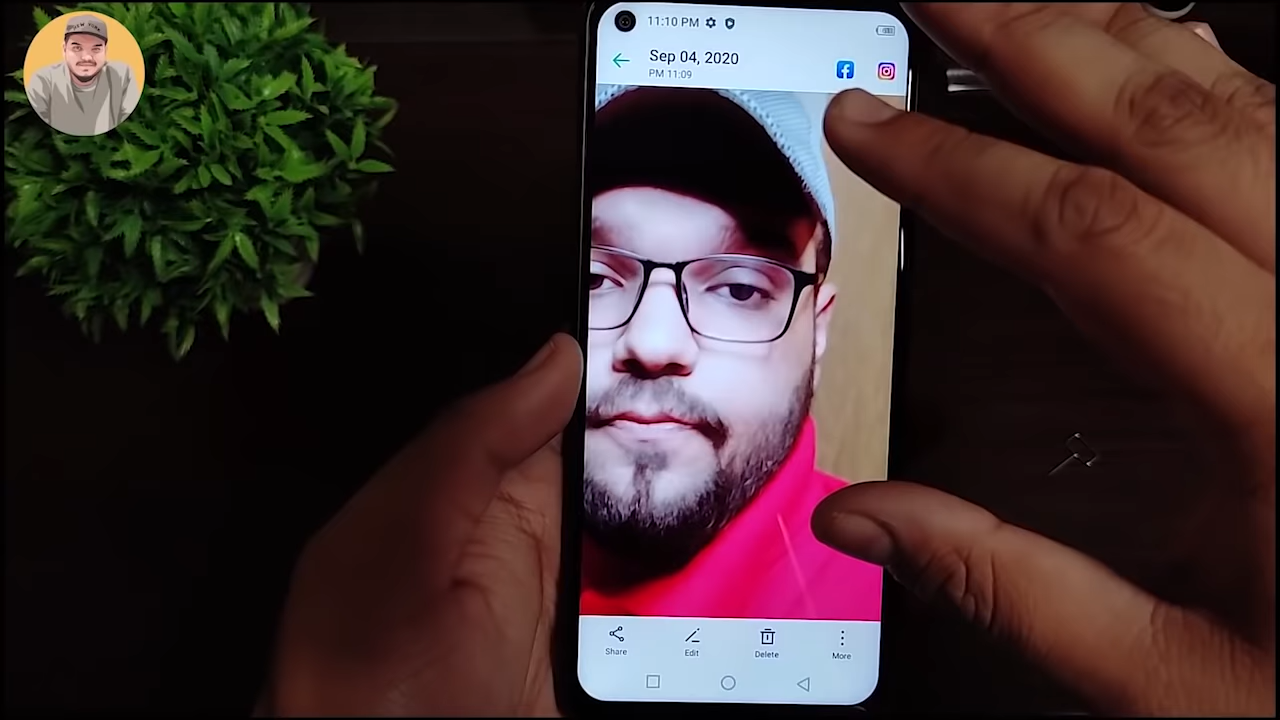 11:10 PM
Sep 04, 2020
PM 11:09
Share
Edit
Delete
More